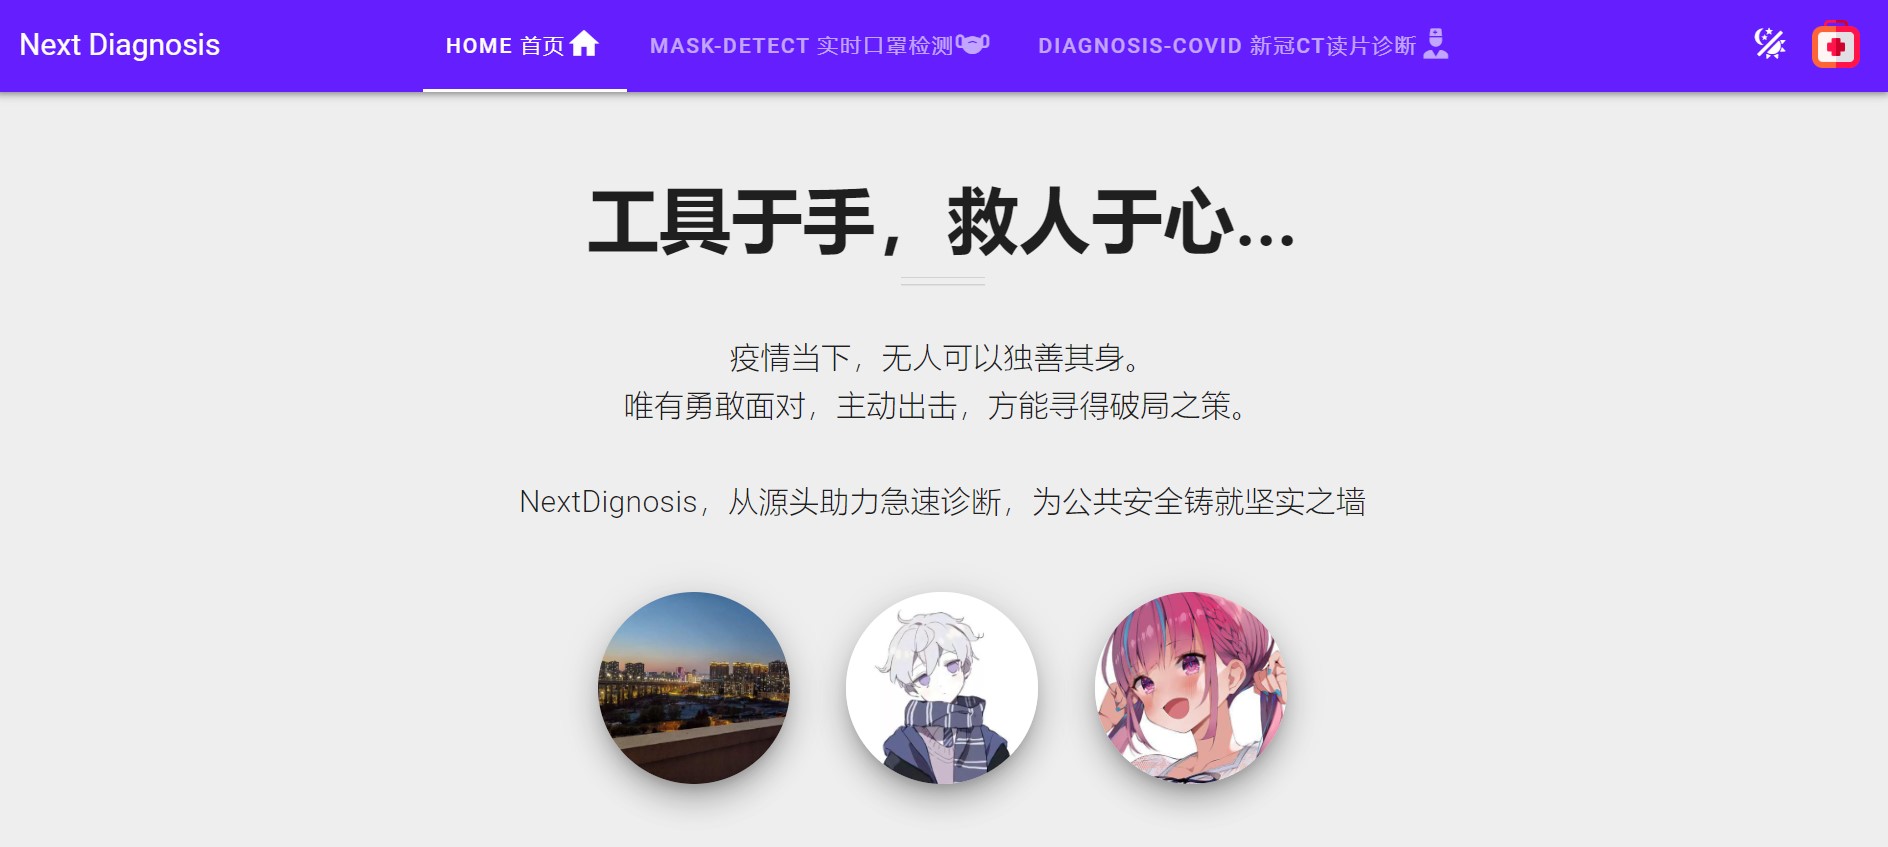 Next Diagnosis
HOME 首页
MASK-DETECT 实时口罩检测
DIAGNOSIS-COVID 新冠CT读片诊断
工具于手，救人于心...
疫情当下，无人可以独善其身。
唯有勇敢面对，主动出击，方能寻得破局之策。
NextDignosis，从源头助力急速诊断，为公共安全铸就坚实之墙